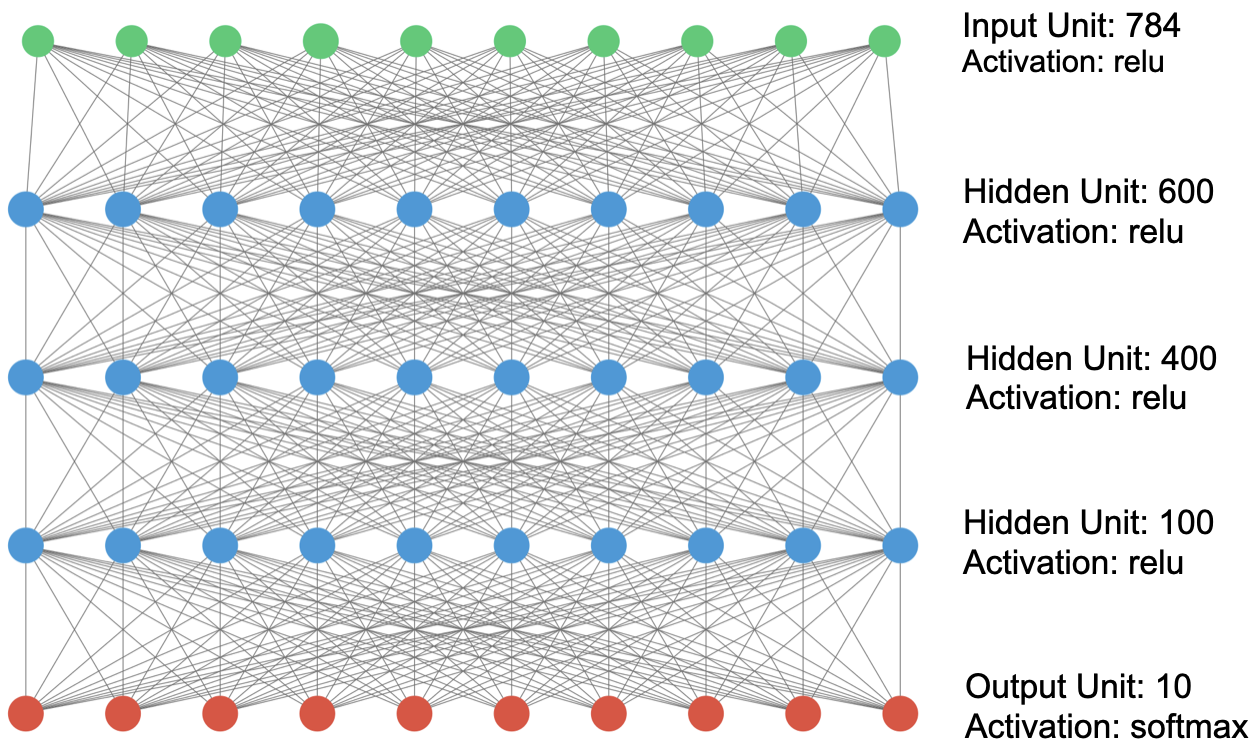 Input Unit: 784
Activation: relu
Hidden Unit: 600
Activation: relu
Hidden Unit: 400
Activation: relu
Hidden Unit: 100
Activation: relu
Output Unit: 10
Activation: softmax